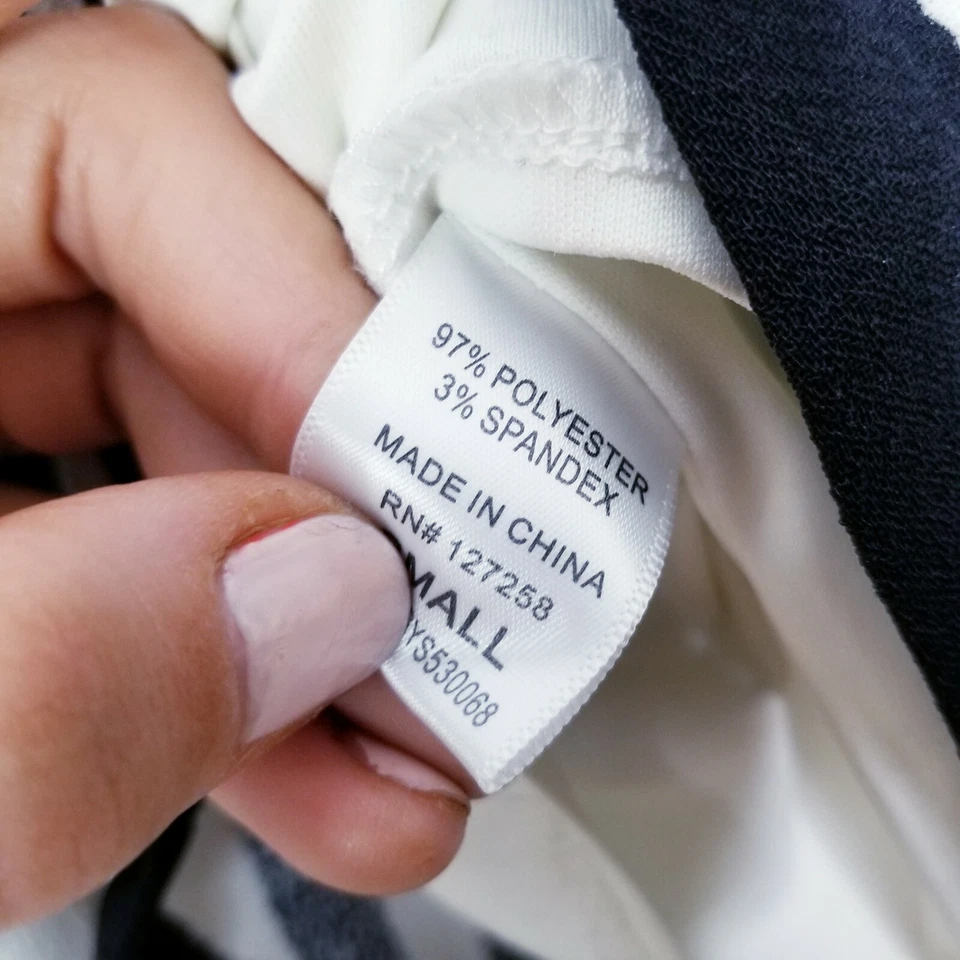 97% POLYESTER
3% SPANDEX
MADE IN CHINA
RN# 127258
MALL
YS530068